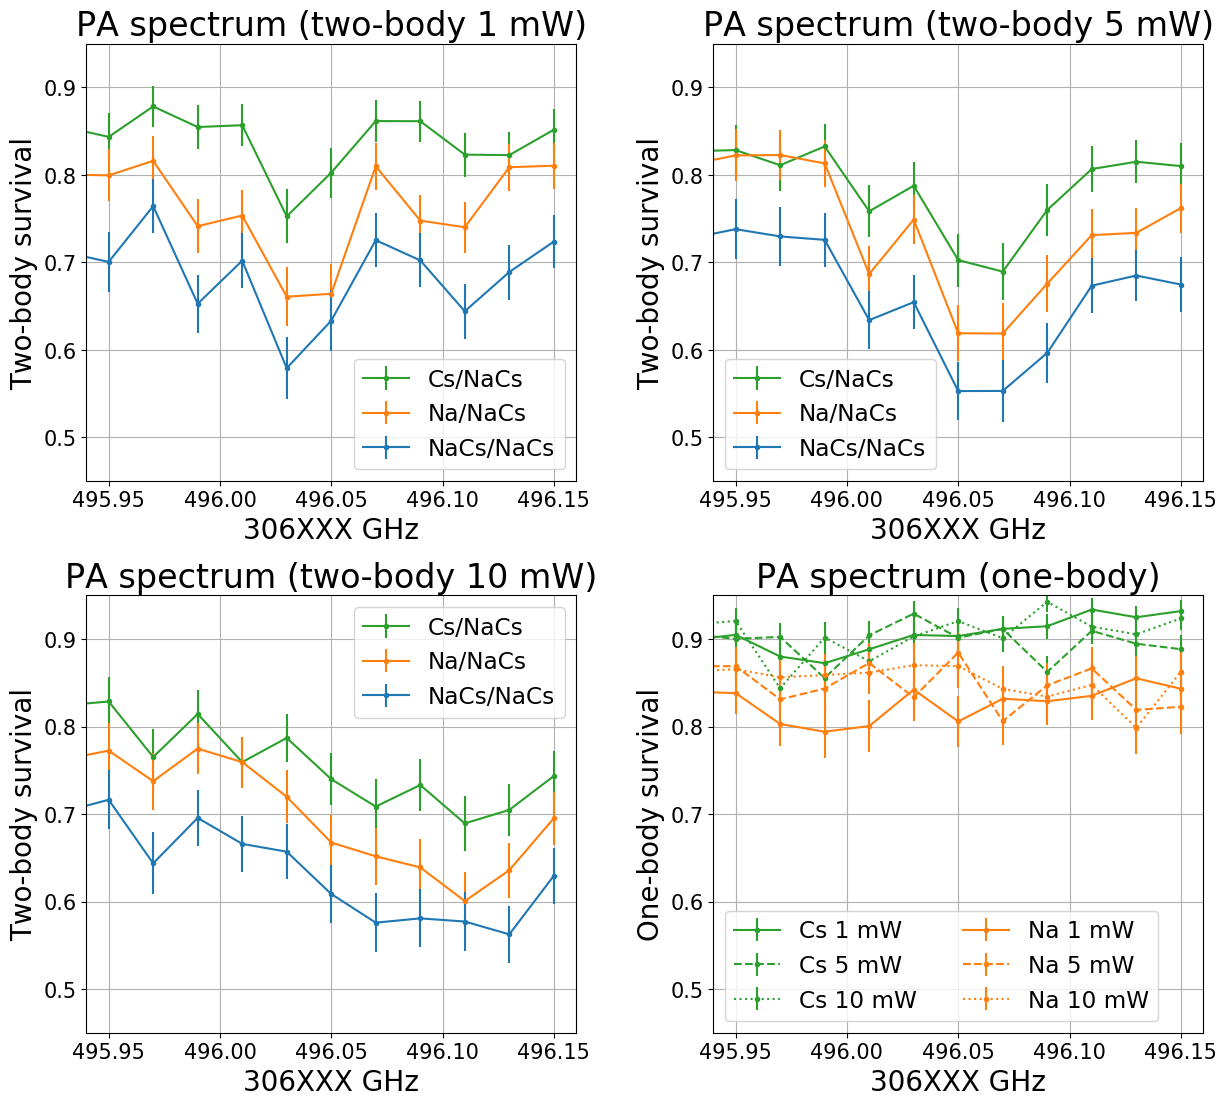 PA spectrum (two-body 1 mW)
Two-body survival
0.9
0.8
0.7
0.6
0.5
Cs/NaCs
Na/NaCs
NaCs/NaCs
495.95 496.00 496.05 496.10 496.15
306XXX GHz
PA spectrum (two-body 5 mW)
Two-body survival
0.9
0.8
0.7
0.6
0.5
Cs/NaCs
Na/NaCs
NaCs/NaCs
495.95 496.00 496.05 496.10 496.15
306XXX GHz
PA spectrum (two-body 10 mW)
Two-body survival
0.9
0.8
0.7
0.6
0.5
Cs/NaCs
Na/NaCs
NaCs/NaCs
495.95 496.00 496.05 496.10 496.15
306XXX GHz
PA spectrum (one-body)
One-body survival
0.9
0.8
0.7
0.6
0.5
Cs 1 mW
Cs 5 mW
Cs 10 mW
Na 1 mW
Na 5 mW
Na 10 mW
495.95 496.00 496.05 496.10 496.15
306XXX GHz